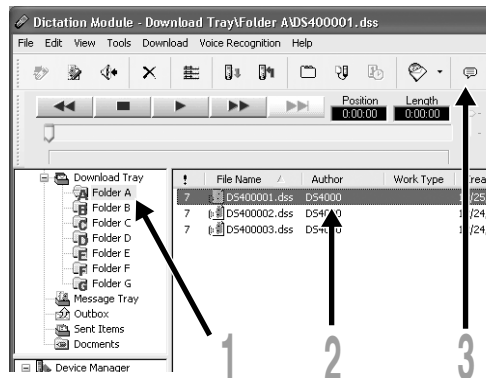 Dictation Module - Download Tray\Folder A\DS400001.dss
File Edit View Tools Download Voice Recognition Help
Position Length
0:00:00 0:00:00
Download Tray
Folder A
Folder B
Folder C
Folder D
Folder E
Folder F
Folder G
Message Tray
Outbox
Sent Items
Docments
Device Manager
! File Name / Author Work Type
7 DS400001.dss DS4000
7 DS400002.dss
7 DS400003.dss
1 2 3